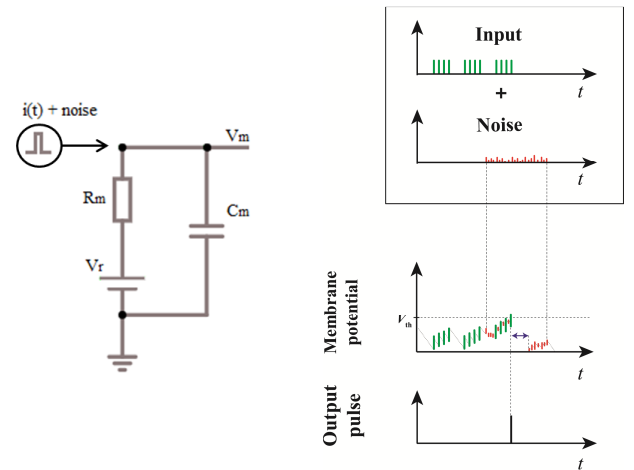 i(t) + noise
Vm
Rm
Cm
Vr
Input
t
+
Noise
t
Membrane
potential
Vth
t
Output
pulse
t